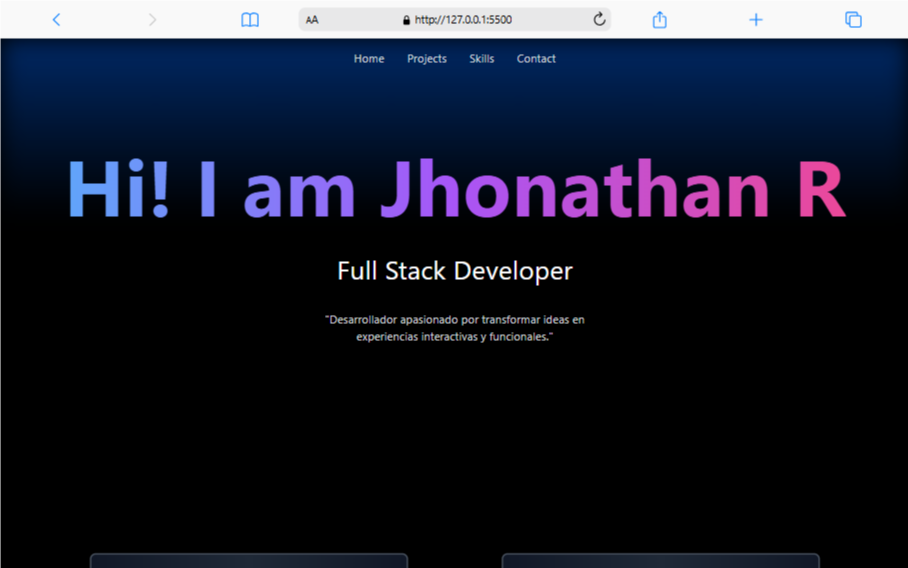 AA http://127.0.0.1:5500
Home Projects Skills Contact
Hi! I am Jhonathan R
Full Stack Developer
"Desarrollador apasionado por transformar ideas en
experiencias interactivas y funcionales."